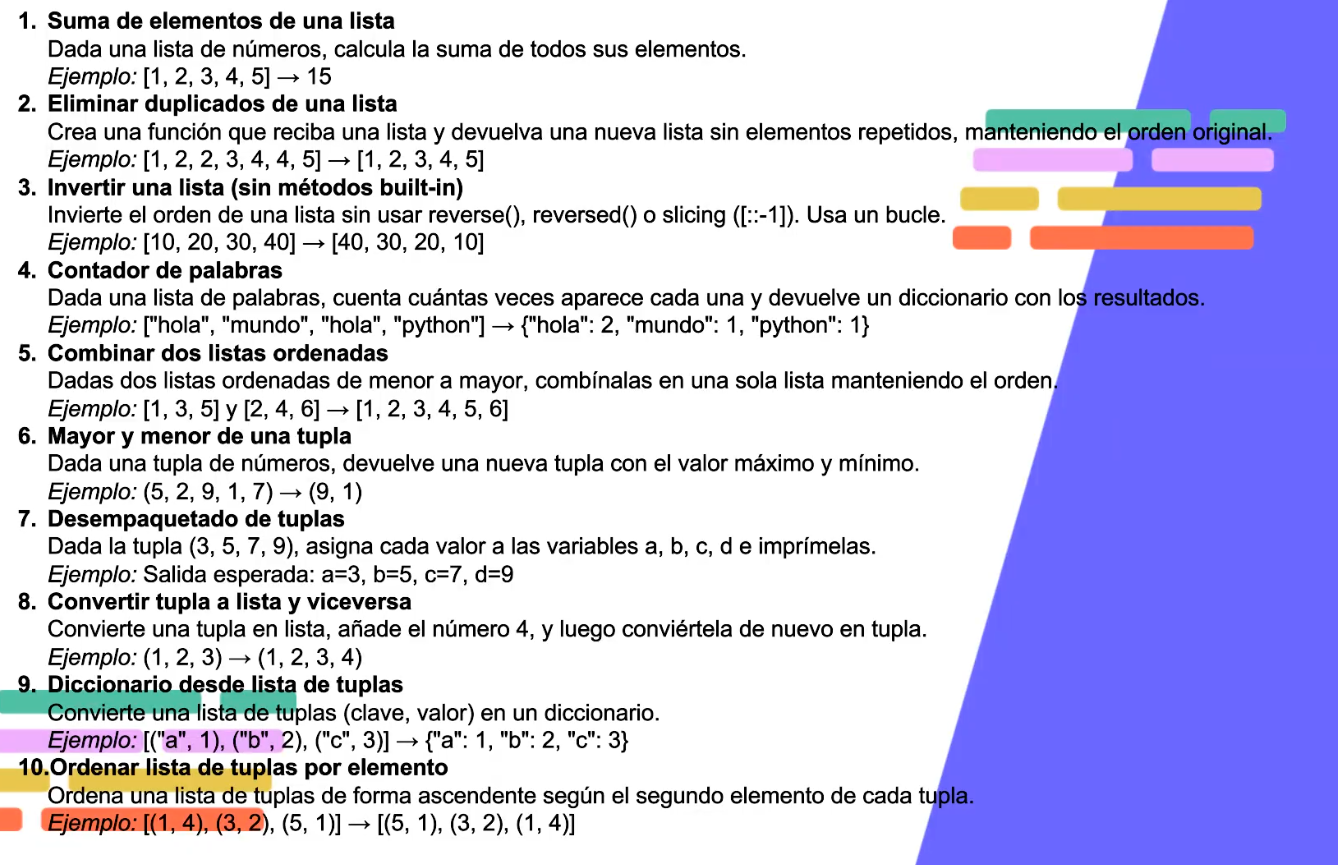 1. Suma de elementos de una lista
Dada una lista de números, calcula la suma de todos sus elementos.
Ejemplo: [1, 2, 3, 4, 5] → 15
2. Eliminar duplicados de una lista
Crea una función que reciba una lista y devuelva una nueva lista sin elementos repetidos, manteniendo el orden original.
Ejemplo: [1, 2, 2, 3, 4, 4, 5] → [1, 2, 3, 4, 5]
3. Invertir una lista (sin métodos built-in)
Invierte el orden de una lista sin usar reverse(), reversed() o slicing ([::-1]). Usa un bucle.
Ejemplo: [10, 20, 30, 40] → [40, 30, 20, 10]
4. Contador de palabras
Dada una lista de palabras, cuenta cuántas veces aparece cada una y devuelve un diccionario con los resultados.
Ejemplo: ["hola", "mundo", "hola", "python"] → {"hola": 2, "mundo": 1, "python": 1}
5. Combinar dos listas ordenadas
Dadas dos listas ordenadas de menor a mayor, combínalas en una sola lista manteniendo el orden.
Ejemplo: [1, 3, 5] y [2, 4, 6] → [1, 2, 3, 4, 5, 6]
6. Mayor y menor de una tupla
Dada una tupla de números, devuelve una nueva tupla con el valor máximo y mínimo.
Ejemplo: (5, 2, 9, 1, 7) → (9, 1)
7. Desempaquetado de tuplas
Dada la tupla (3, 5, 7, 9), asigna cada valor a las variables a, b, c, d e imprímelas.
Ejemplo: Salida esperada: a=3, b=5, c=7, d=9
8. Convertir tupla a lista y viceversa
Convierte una tupla en lista, añade el número 4, y luego conviértela de nuevo en tupla.
Ejemplo: (1, 2, 3) → (1, 2, 3, 4)
9. Diccionario desde lista de tuplas
Convierte una lista de tuplas (clave, valor) en un diccionario.
Ejemplo: [("a", 1), ("b", 2), ("c", 3)] → {"a": 1, "b": 2, "c": 3}
10.Ordenar lista de tuplas por elemento
Ordena una lista de tuplas de forma ascendente según el segundo elemento de cada tupla.
Ejemplo: [(1, 4), (3, 2), (5, 1)] → [(5, 1), (3, 2), (1, 4)]